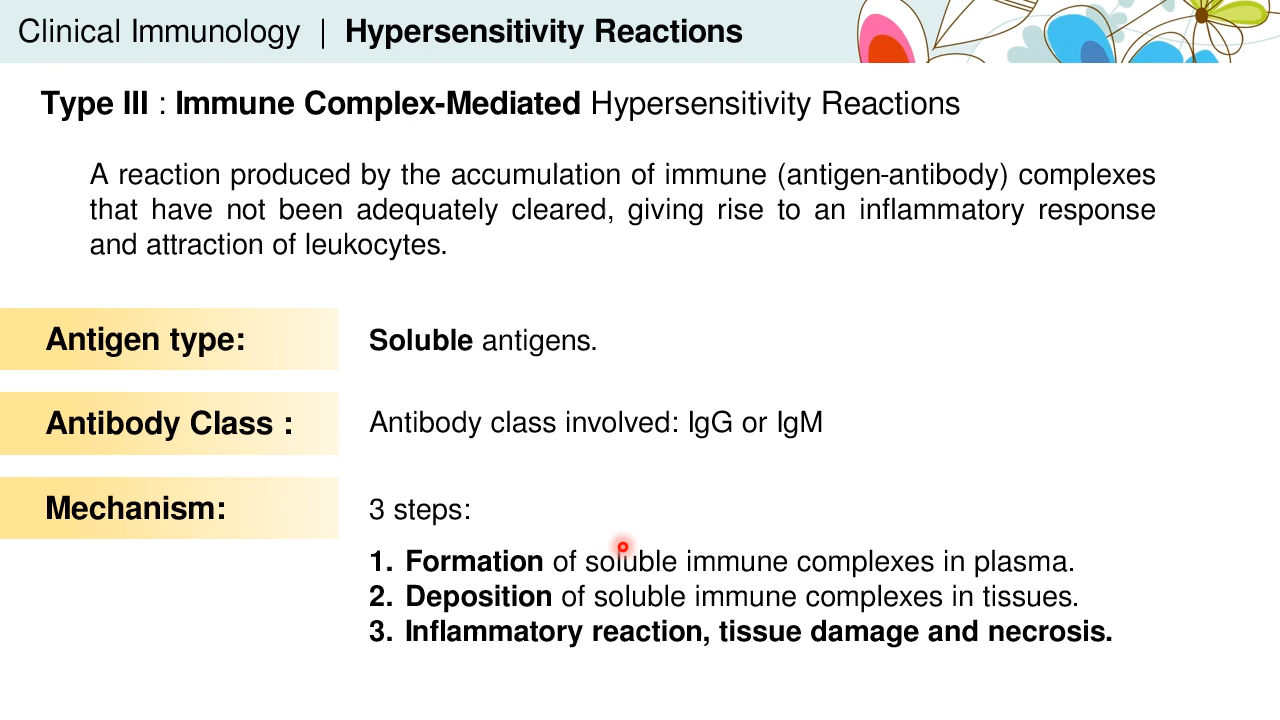 Clinical Immunology | Hypersensitivity Reactions
Type III : Immune Complex-Mediated Hypersensitivity Reactions
A reaction produced by the accumulation of immune (antigen-antibody) complexes
that have not been adequately cleared, giving rise to an inflammatory response
and attraction of leukocytes.
Antigen type:
Soluble antigens.
Antibody Class :
Antibody class involved: IgG or IgM
Mechanism:
3 steps:
1. Formation of soluble immune complexes in plasma.
2. Deposition of soluble immune complexes in tissues.
3. Inflammatory reaction, tissue damage and necrosis.